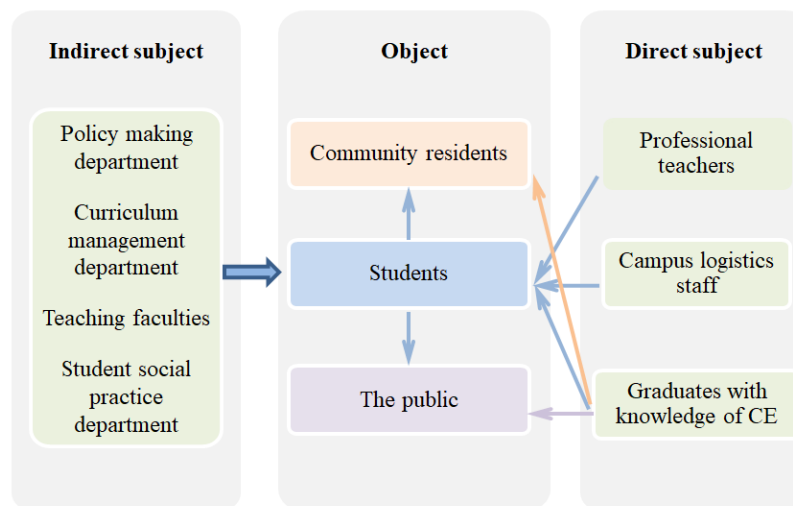 Indirect subject
Policy making
department
Curriculum
management
department
Teaching faculties
Student social
practice
department
Object
Community residents
Students
The public
Direct subject
Professional
teachers
Campus logistics
staff
Graduates with
knowledge of CE